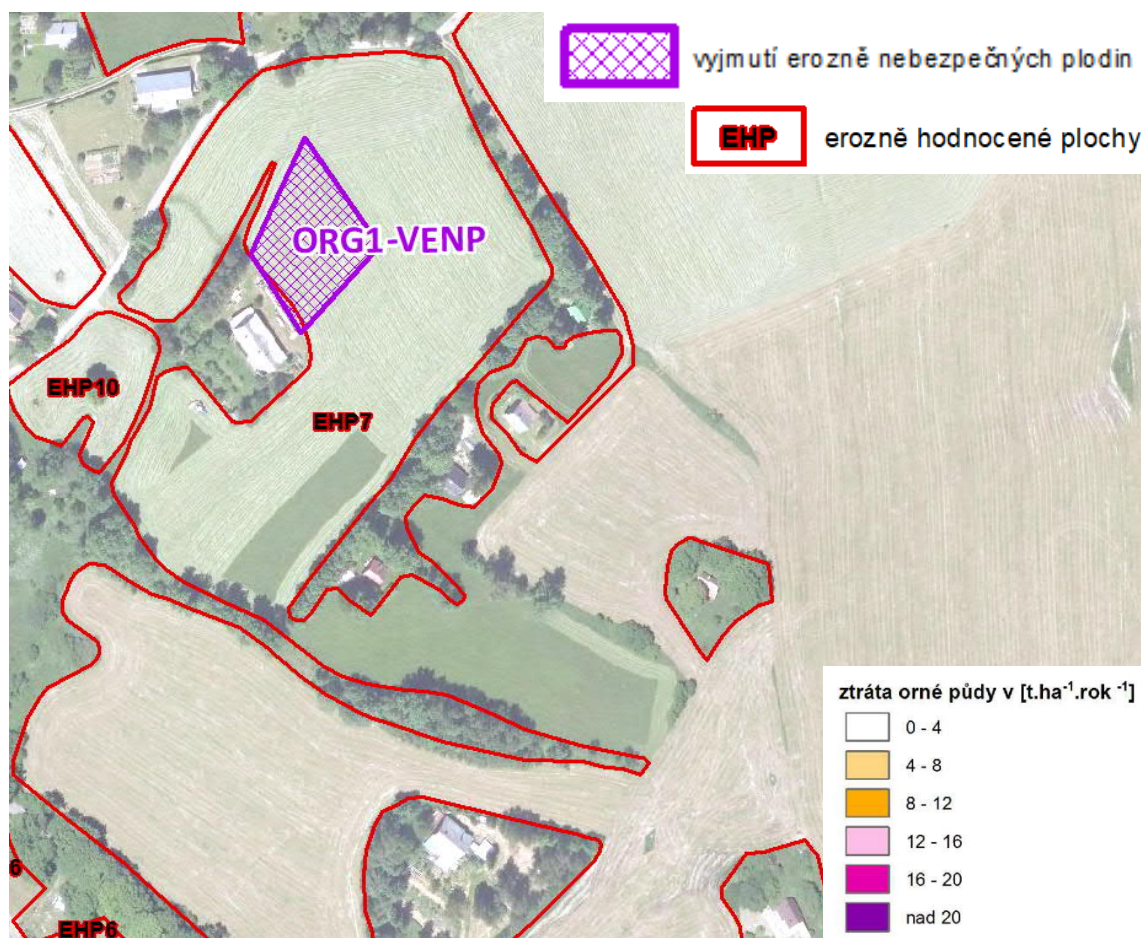 vyjmutí erozně nebezpečných plodin
EHP erozně hodnocené plochy
ORG1-VENP
EHP10
EHP7
6
EHP6
ztráta orné půdy v [t.ha⁻¹.rok ⁻¹]
0 - 4
4 - 8
8 - 12
12 - 16
16 - 20
nad 20